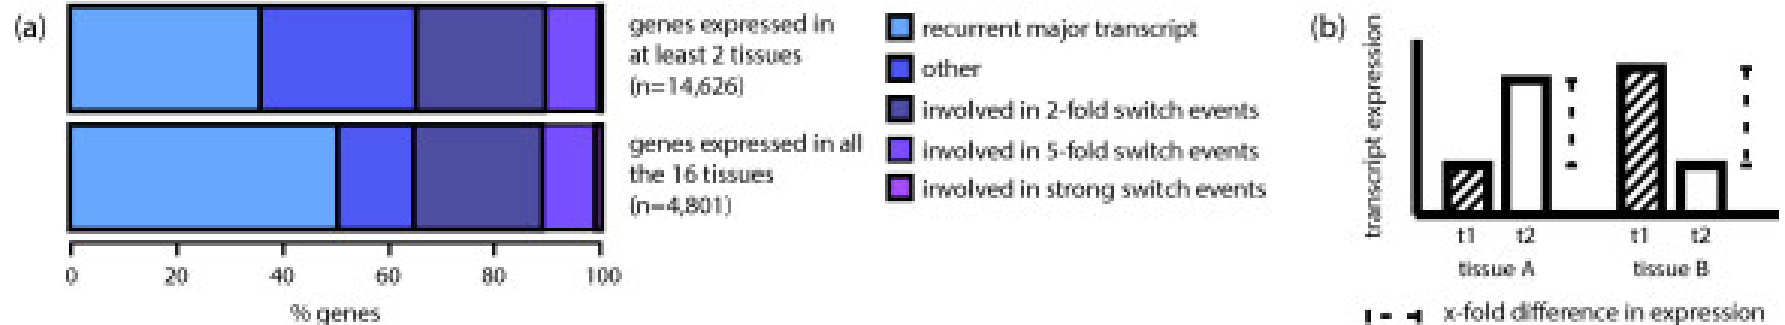 (a)
genes expressed in
at least 2 tissues
(n=14,626)
genes expressed in all
the 16 tissues
(n=4,801)
0 20 40 60 80 100
% genes
recurrent major transcript
other
involved in 2-fold switch events
involved in 5-fold switch events
involved in strong switch events
(b)
transcript expression
t1 t2 t1 t2
tissue A tissue B
x-fold difference in expression